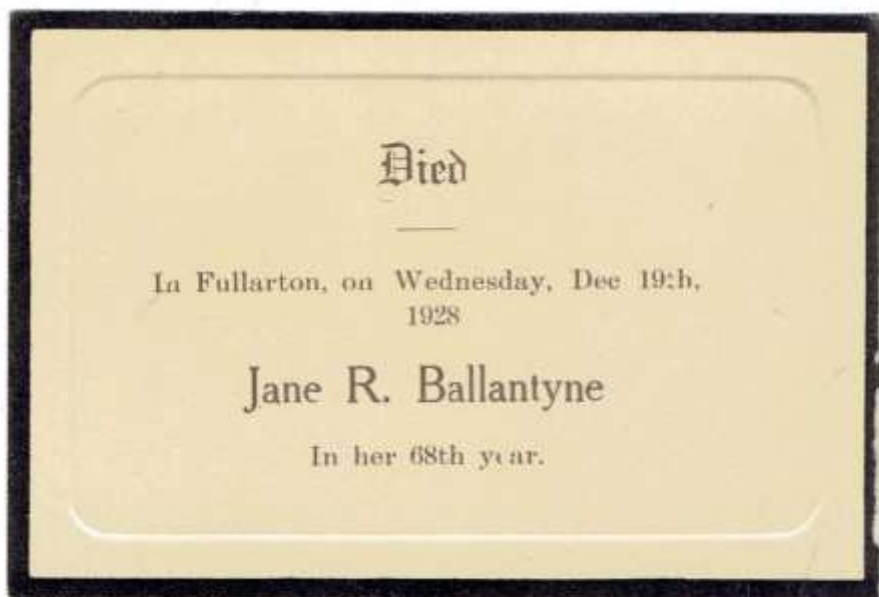 Died
In Fullarton, on Wednesday, Dec 19th,
1928
Jane R. Ballantyne
In her 68th year.